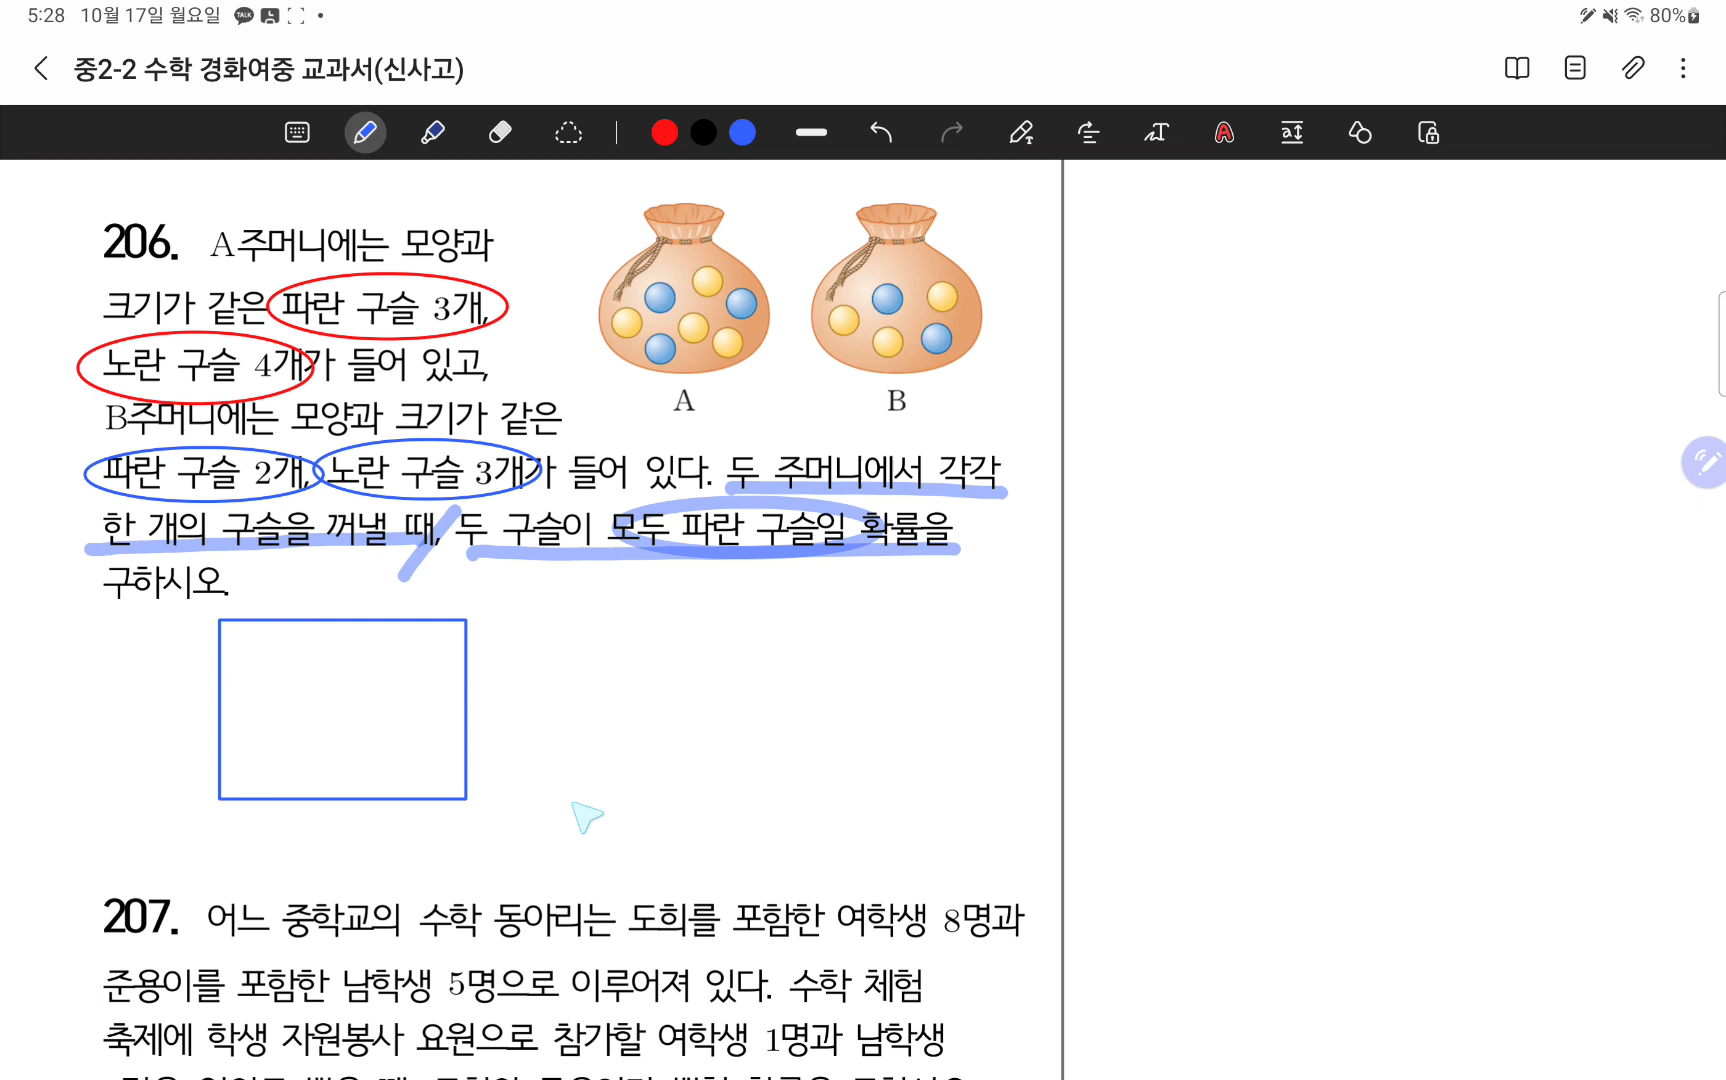 5:28 10월 17일 월요일 TALK 80%
중2-2 수학 경화여중 교과서(신사고)
206. A주머니에는 모양과
크기가 같은 파란 구슬 3개,
노란 구슬 4개가 들어 있고,
B주머니에는 모양과 크기가 같은
파란 구슬 2개, 노란 구슬 3개가 들어 있다. 두 주머니에서 각각
한 개의 구슬을 꺼낼 때, 두 구슬이 모두 파란 구슬일 확률을
구하시오.
A B
207. 어느 중학교의 수학 동아리는 도희를 포함한 여학생 8명과
준용이를 포함한 남학생 5명으로 이루어져 있다. 수학 체험
축제에 학생 자원봉사 요원으로 참가할 여학생 1명과 남학생